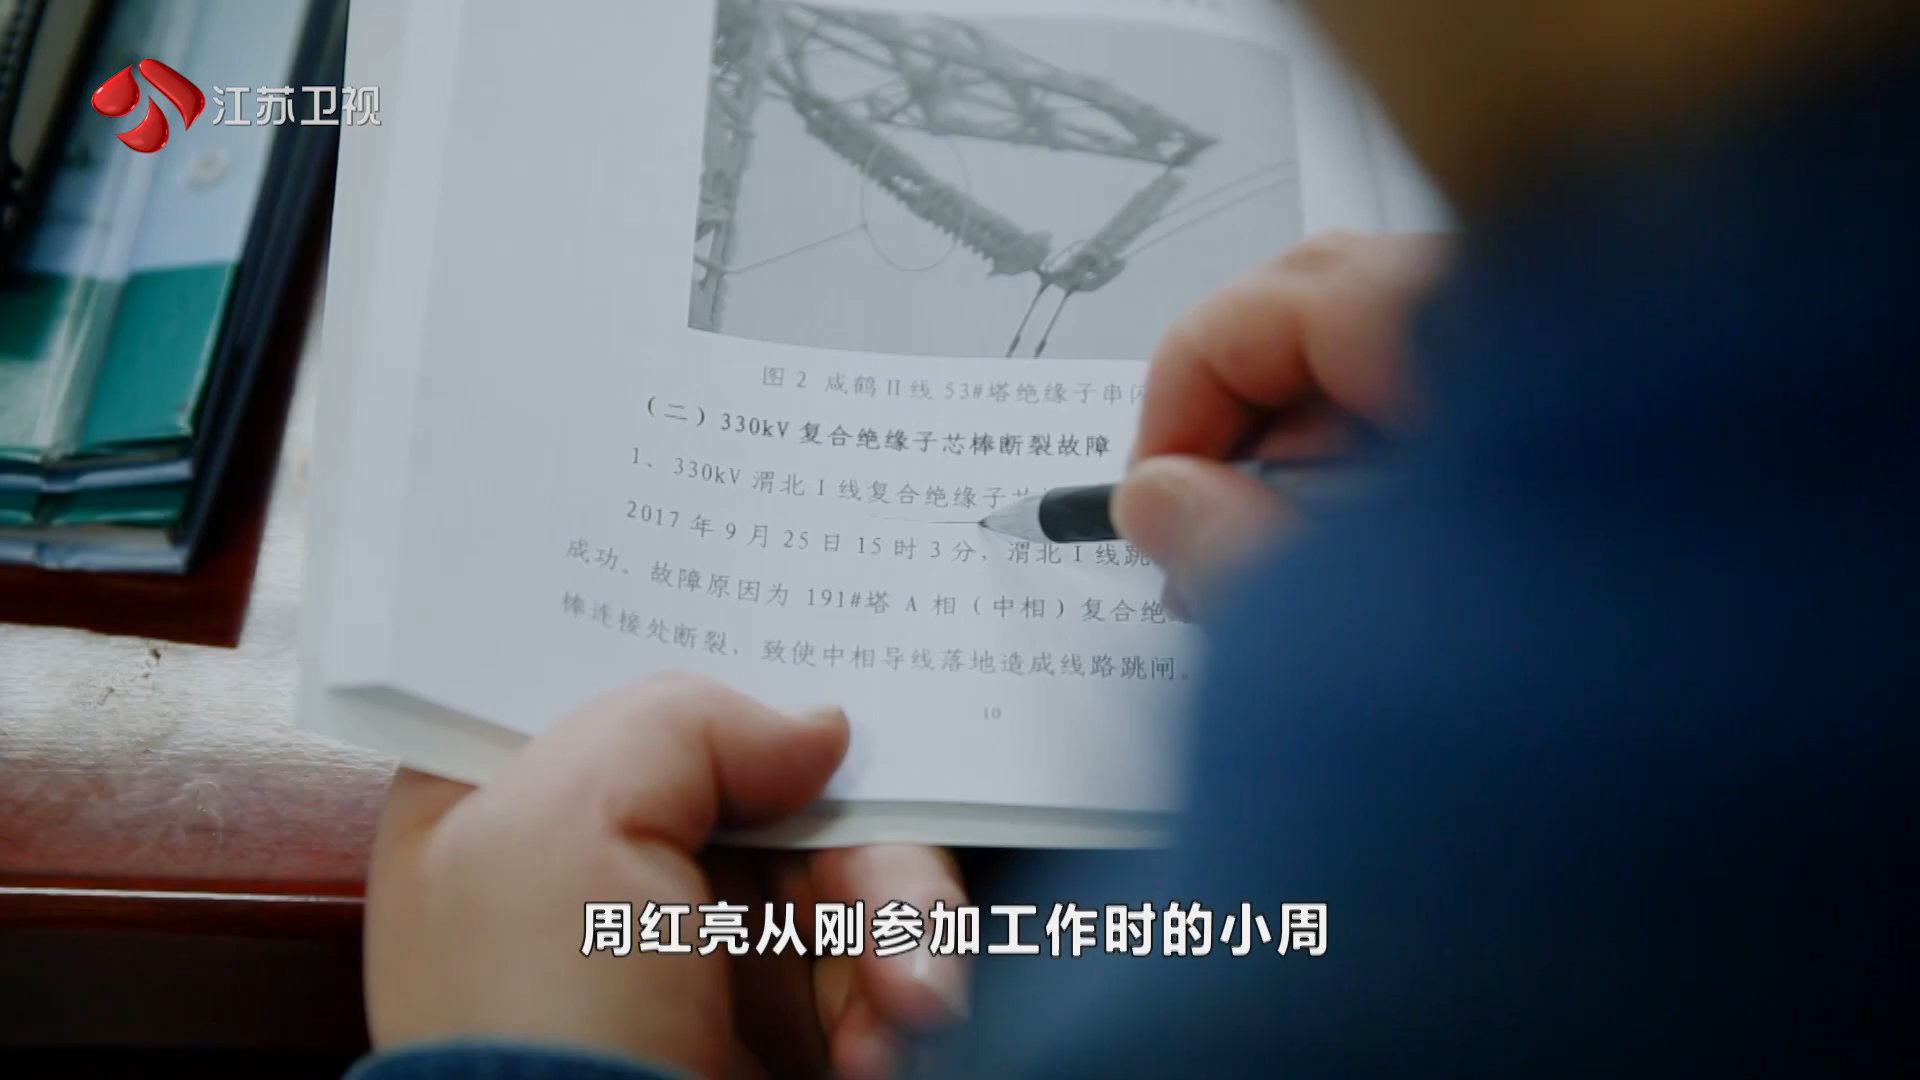 江苏卫视
图 2 咸鹤Ⅱ线 53#塔绝缘子串闪
（二）330kV 复合绝缘子芯棒断裂故障
1、330kV 渭北 I 线复合绝缘子
2017 年 9 月 25 日 15 时 3 分，渭北 I 线跳
成功。故障原因为 191#塔 A 相（中相）复合绝
棒连接处断裂，致使中相导线落地造成线路跳闸。
10
周红亮从刚参加工作时的小周